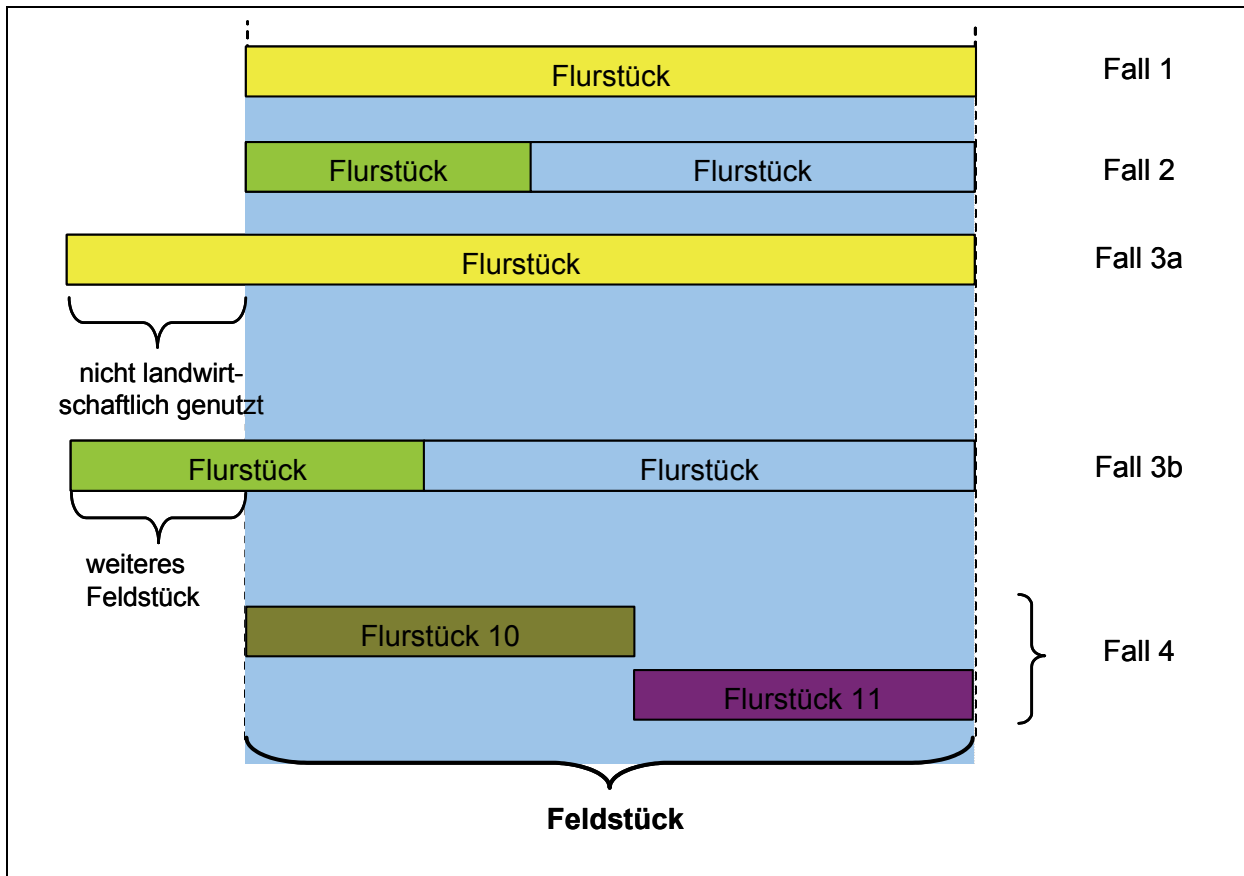 Flurstück
Fall 1
Flurstück
Flurstück
Fall 2
Flurstück
Fall 3a
nicht landwirt-
schaftlich genutzt
Flurstück
Flurstück
Fall 3b
weiteres
Feldstück
Flurstück 10
Fall 4
Flurstück 11
Feldstück